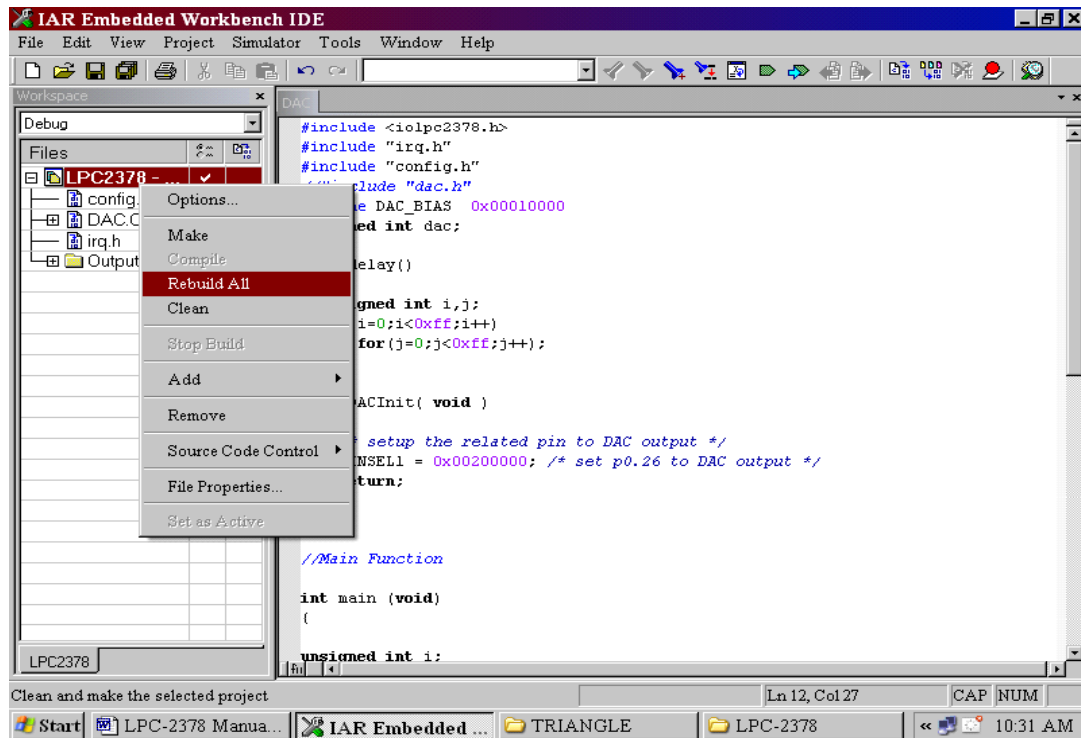 IAR Embedded Workbench IDE
File Edit View Project Simulator Tools Window Help
Workspace
DAC
Debug
Files
LPC2378 - ...
config.
DAC.C
irq.h
Output
Options...
Make
Compile
Rebuild All
Clean
Stop Build
Add
Remove
Source Code Control
File Properties...
Set as Active
#include <iolpc2378.h>
#include "irq.h"
#include "config.h"
clude "dac.h"
e DAC_BIAS 0x00010000
ed int dac;
elay()
gned int i,j;
i=0;i<0xff;i++)
for(j=0;j<0xff;j++);
ACInit( void )
setup the related pin to DAC output */
NSEL1 = 0x00200000; /* set p0.26 to DAC output */
turn;
//Main Function
int main (void)
{
unsigned int i;
LPC2378
Clean and make the selected project
Ln 12, Col 27
CAP NUM
Start LPC-2378 Manua... IAR Embedded ... TRIANGLE LPC-2378 « 10:31 AM